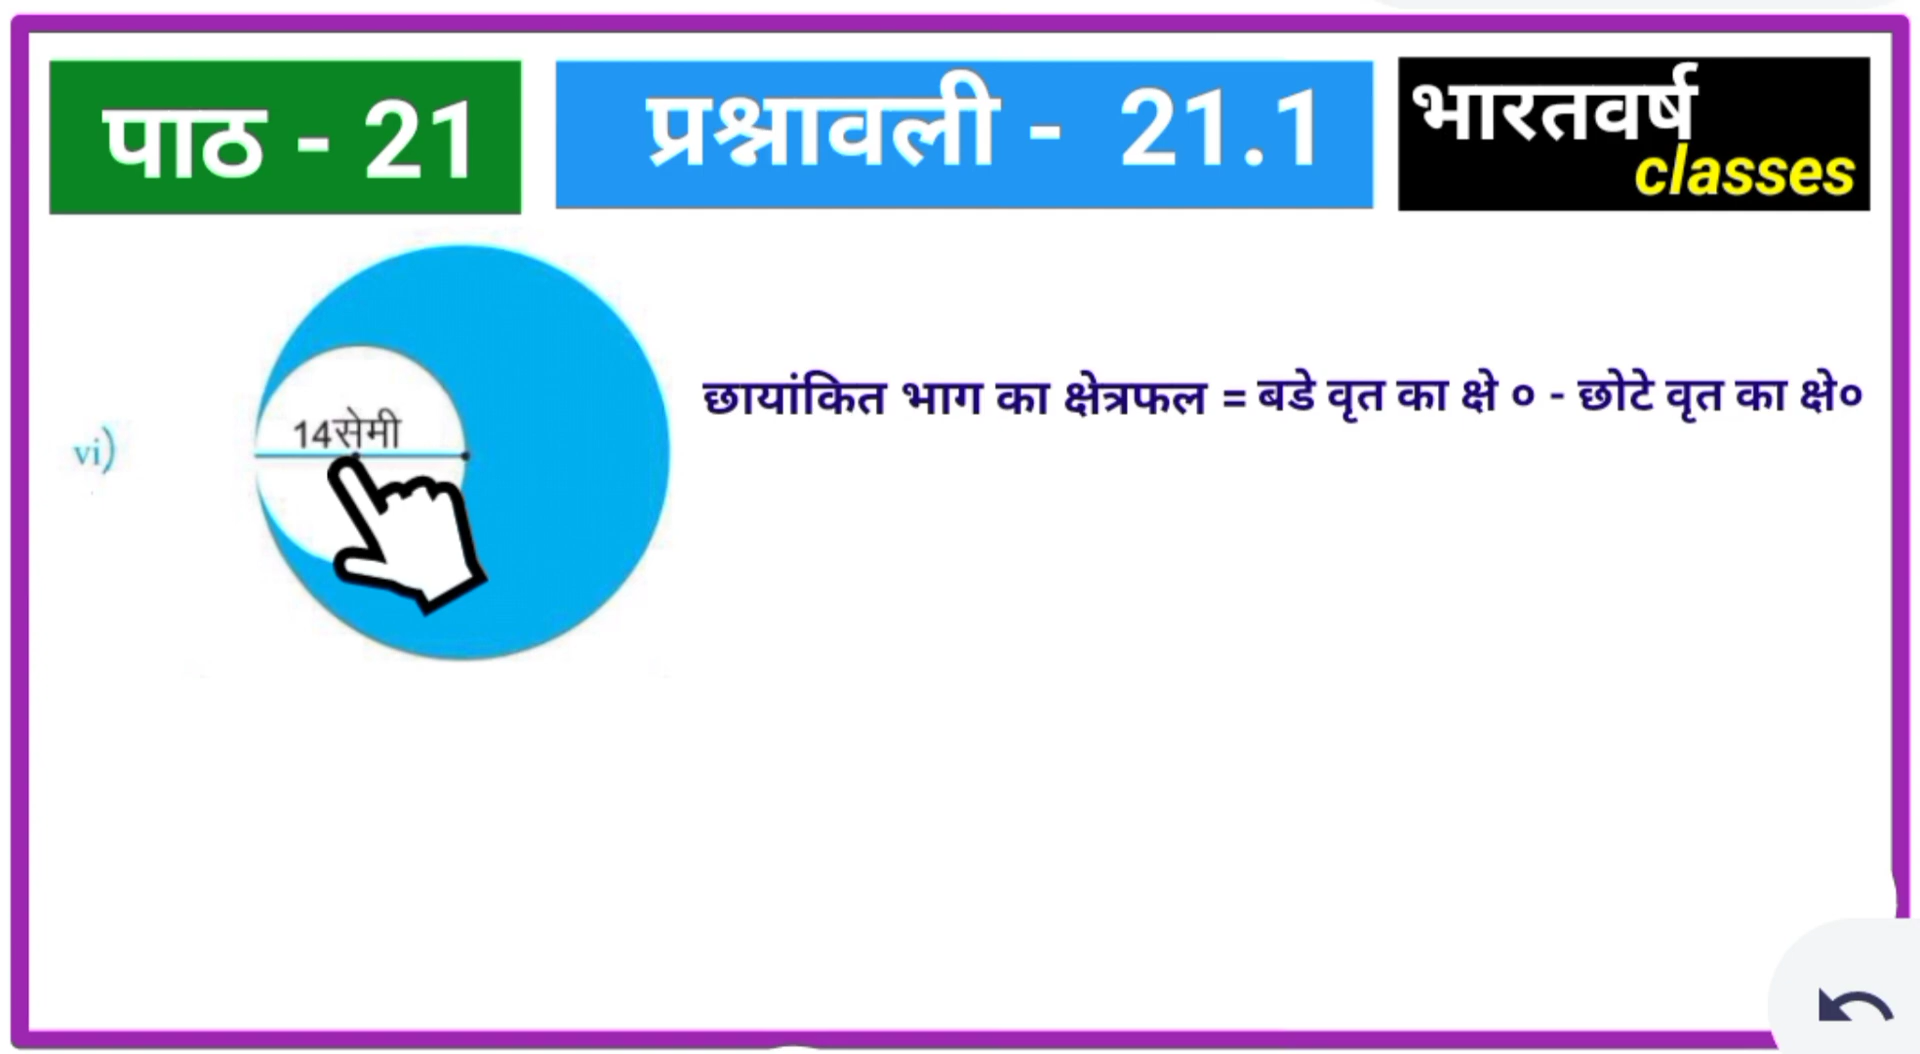 पाठ - 21
प्रश्नावली - 21.1
भारतवर्ष
classes
14सेमी
vi)
छायांकित भाग का क्षेत्रफल = बडे वृत का क्षे ० - छोटे वृत का क्षे०